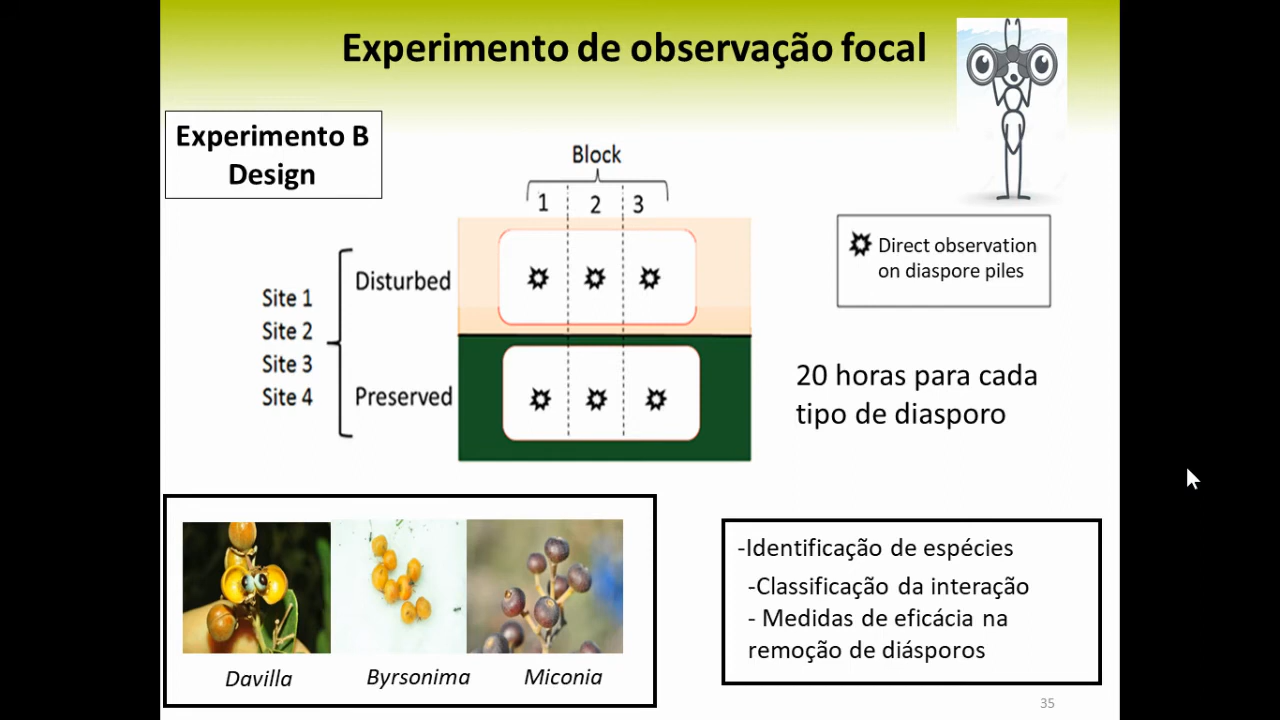 Experimento de observação focal
Experimento B
Design
Block
1 2 3
Direct observation
on diaspore piles
Disturbed
Site 1
Site 2
Site 3
Site 4
Preserved
20 horas para cada
tipo de diasporo
Davilla Byrsonima Miconia
-Identificação de espécies
-Classificação da interação
- Medidas de eficácia na
remoção de diásporos
35